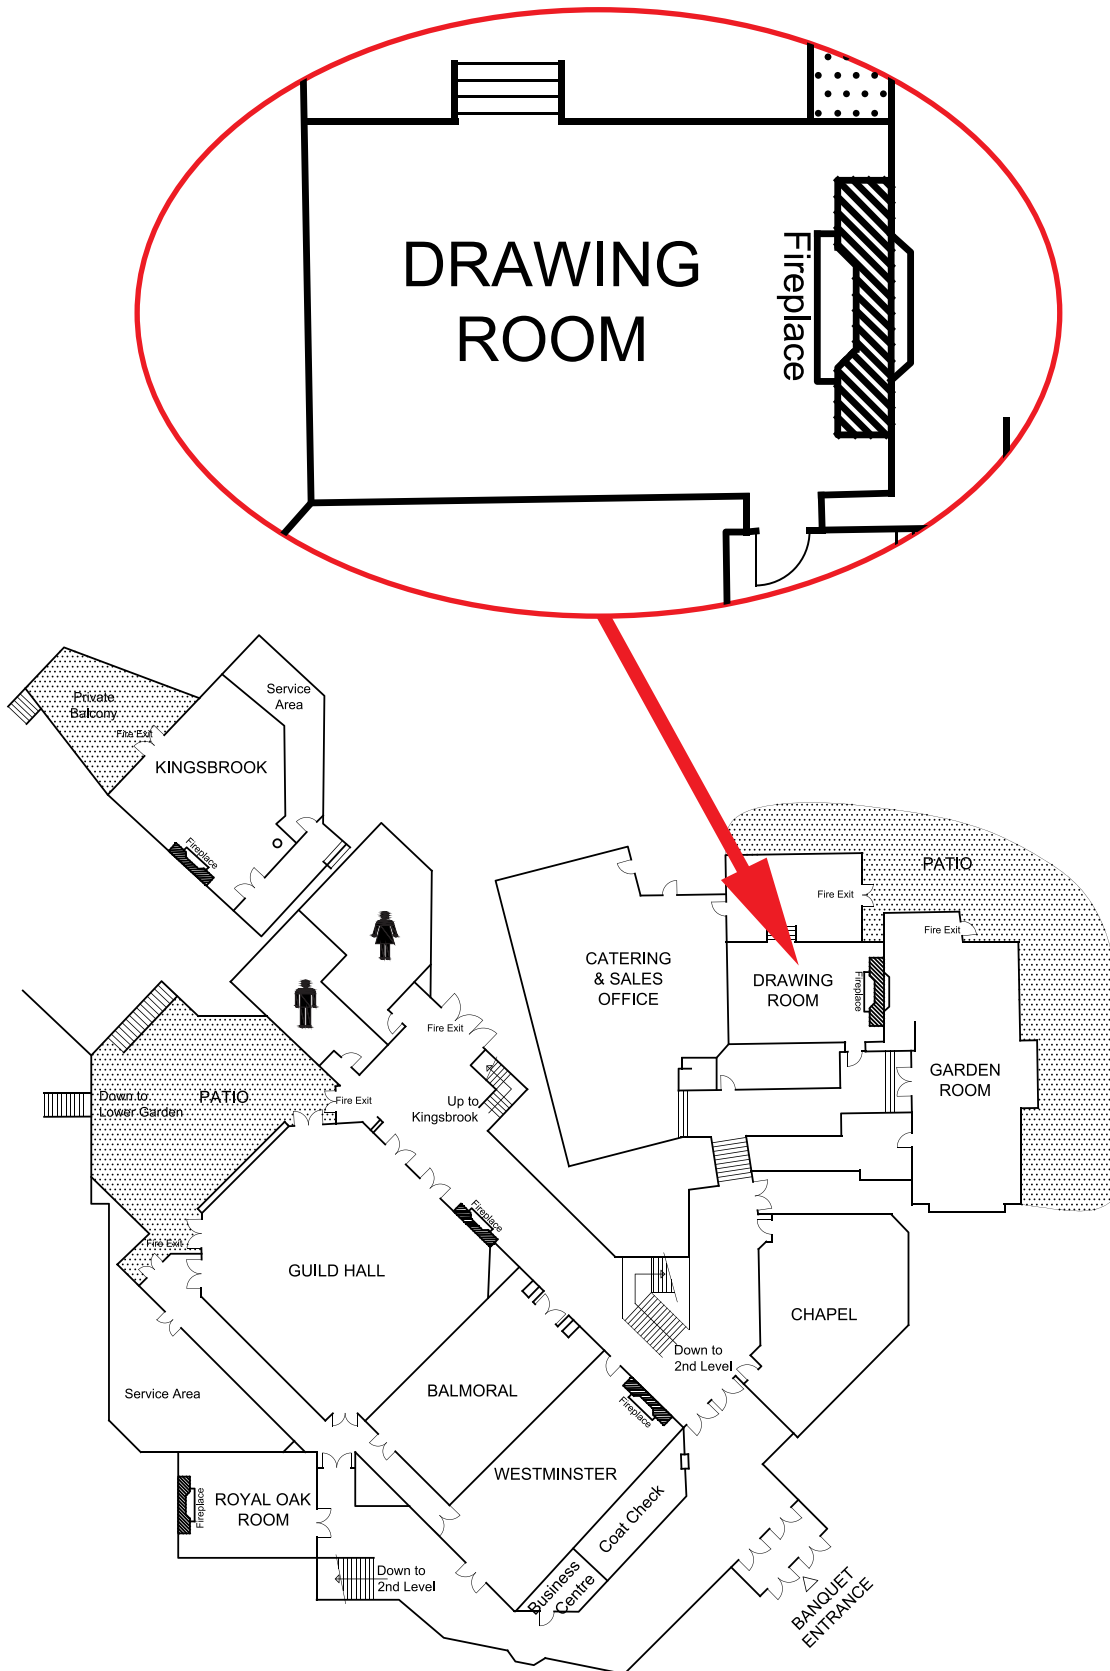 DRAWING
ROOM
Fireplace
Private
Balcony
Service
Area
Fire Exit
KINGSBROOK
Fireplace
PATIO
Fire Exit
Fire Exit
CATERING
& SALES
OFFICE
DRAWING
ROOM
Fireplace
Fire Exit
GARDEN
ROOM
Down to
Lower Garden
PATIO
Fire Exit
Up to
Kingsbrook
Fireplace
Fire Exit
GUILD HALL
CHAPEL
Down to
2nd Level
Service Area
BALMORAL
Fireplace
WESTMINSTER
ROYAL OAK
ROOM
Fireplace
Coat Check
Business
Centre
Down to
2nd Level
BANQUET
ENTRANCE